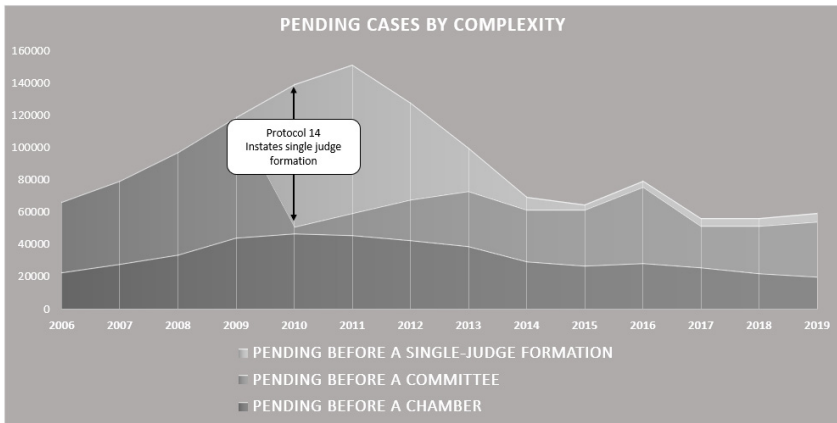 PENDING CASES BY COMPLEXITY
160000
140000
120000
100000
80000
60000
40000
20000
0
Protocol 14
Instates single judge
formation
2006 2007 2008 2009 2010 2011 2012 2013 2014 2015 2016 2017 2018 2019
PENDING BEFORE A SINGLE-JUDGE FORMATION
PENDING BEFORE A COMMITTEE
PENDING BEFORE A CHAMBER